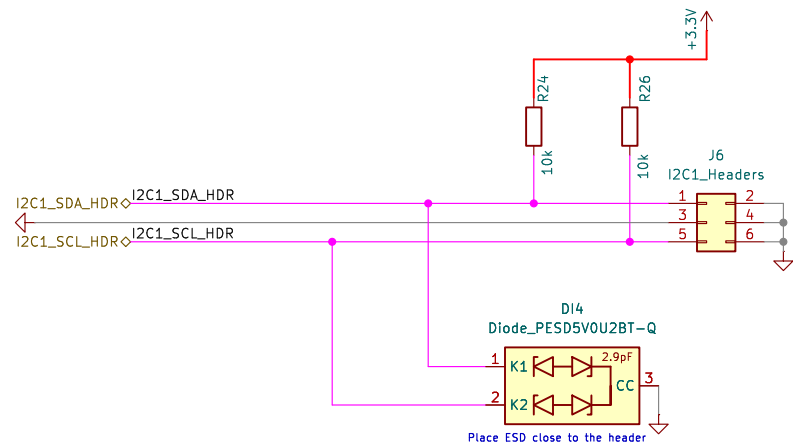 +3.3V
R24
R26
10k
10k
J6
I2C1_Headers
I2C1_SDA_HDR
I2C1_SDA_HDR
1
2
3
4
I2C1_SCL_HDR
I2C1_SCL_HDR
5
6
DI4
Diode_PESD5V0U2BT-Q
2.9pF
1
K1
CC
3
2
K2
Place ESD close to the header